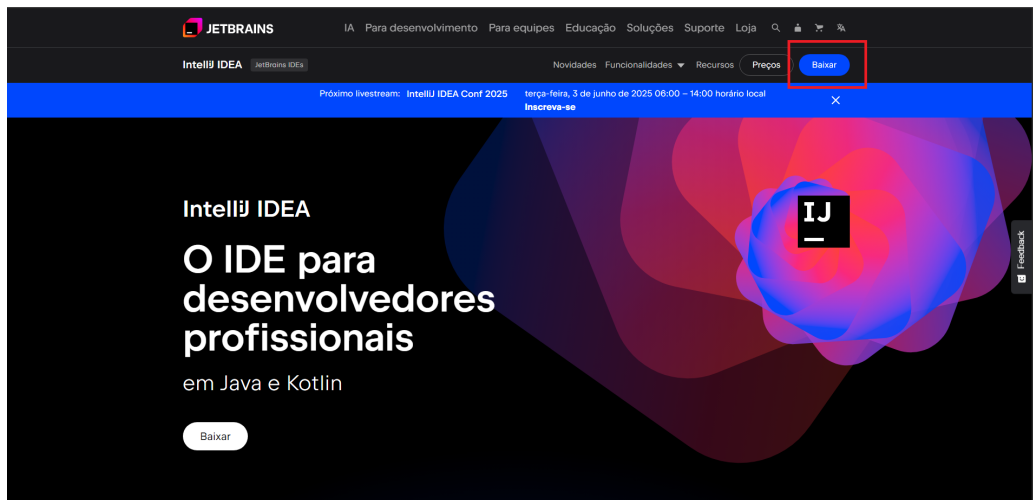 JETBRAINS
IA Para desenvolvimento Para equipes Educação Soluções Suporte Loja
IntelliJ IDEA JetBrains IDEs
Novidades Funcionalidades Recursos Preços Baixar
Próximo livestream: IntelliJ IDEA Conf 2025 terça-feira, 3 de junho de 2025 06:00 – 14:00 horário local
Inscreva-se
IntelliJ IDEA
IJ
O IDE para
desenvolvedores
profissionais
em Java e Kotlin
Baixar
Feedback